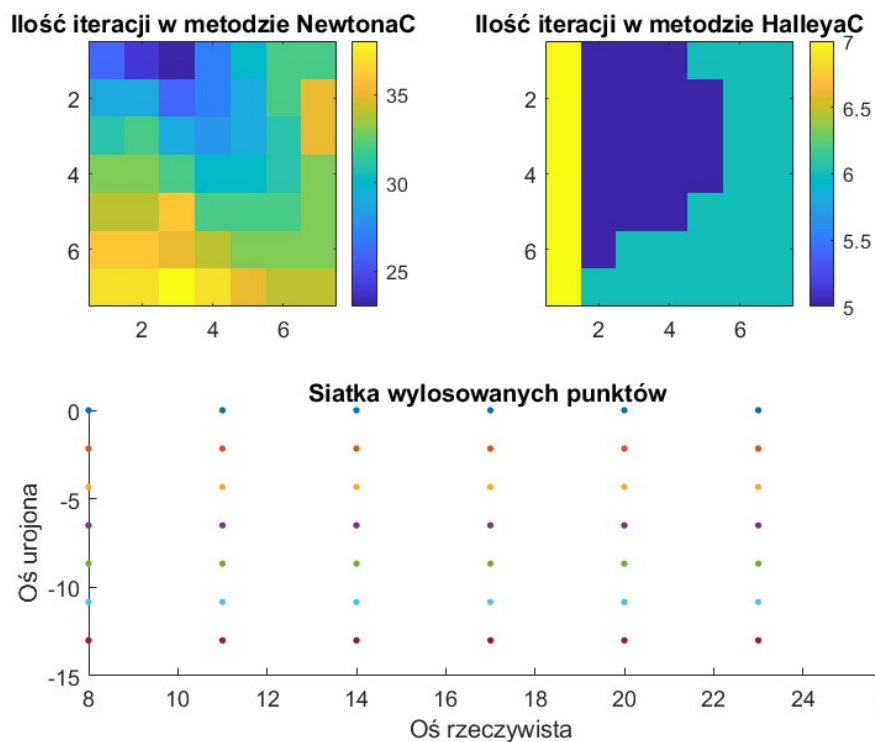 Ilość iteracji w metodzie NewtonaC
2
4
6
2 4 6
35
30
25
Ilość iteracji w metodzie HalleyaC
2
4
6
2 4 6
7
6.5
6
5.5
5
Siatka wylosowanych punktów
Oś urojona
0
-5
-10
-15
8 10 12 14 16 18 20 22 24
Oś rzeczywista